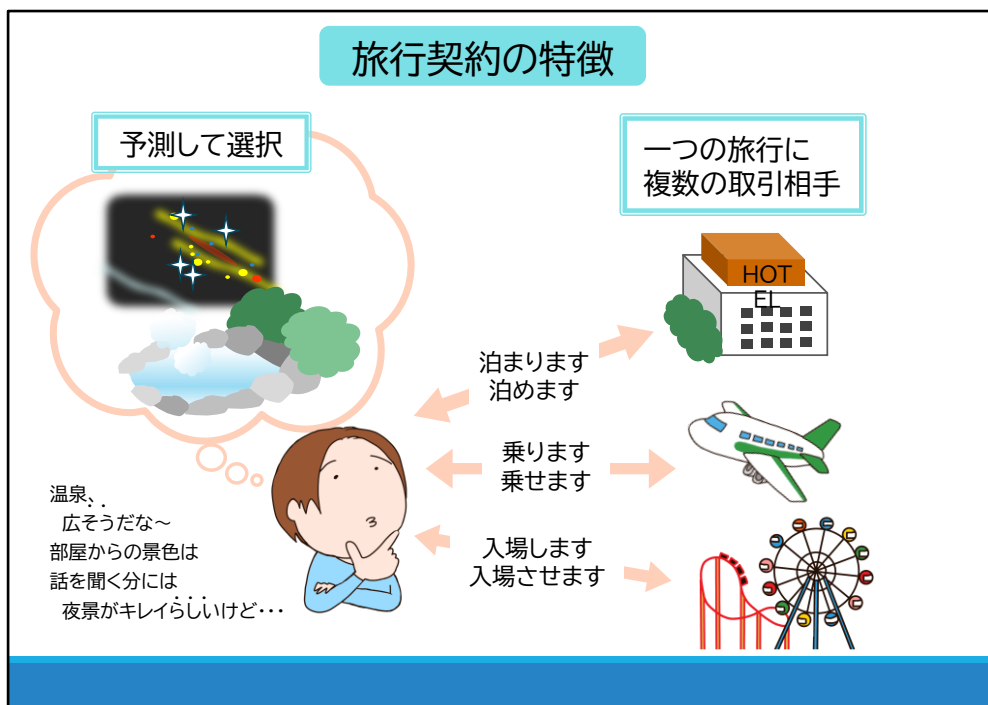 旅行契約の特徴
予測して選択
一つの旅行に
複数の取引相手
HOT
EL
泊まります
泊めます
乗ります
乗せます
入場します
入場させます
温泉、
広そうだな～
部屋からの景色は
話を聞く分には
夜景がキレイらしいけど・・・